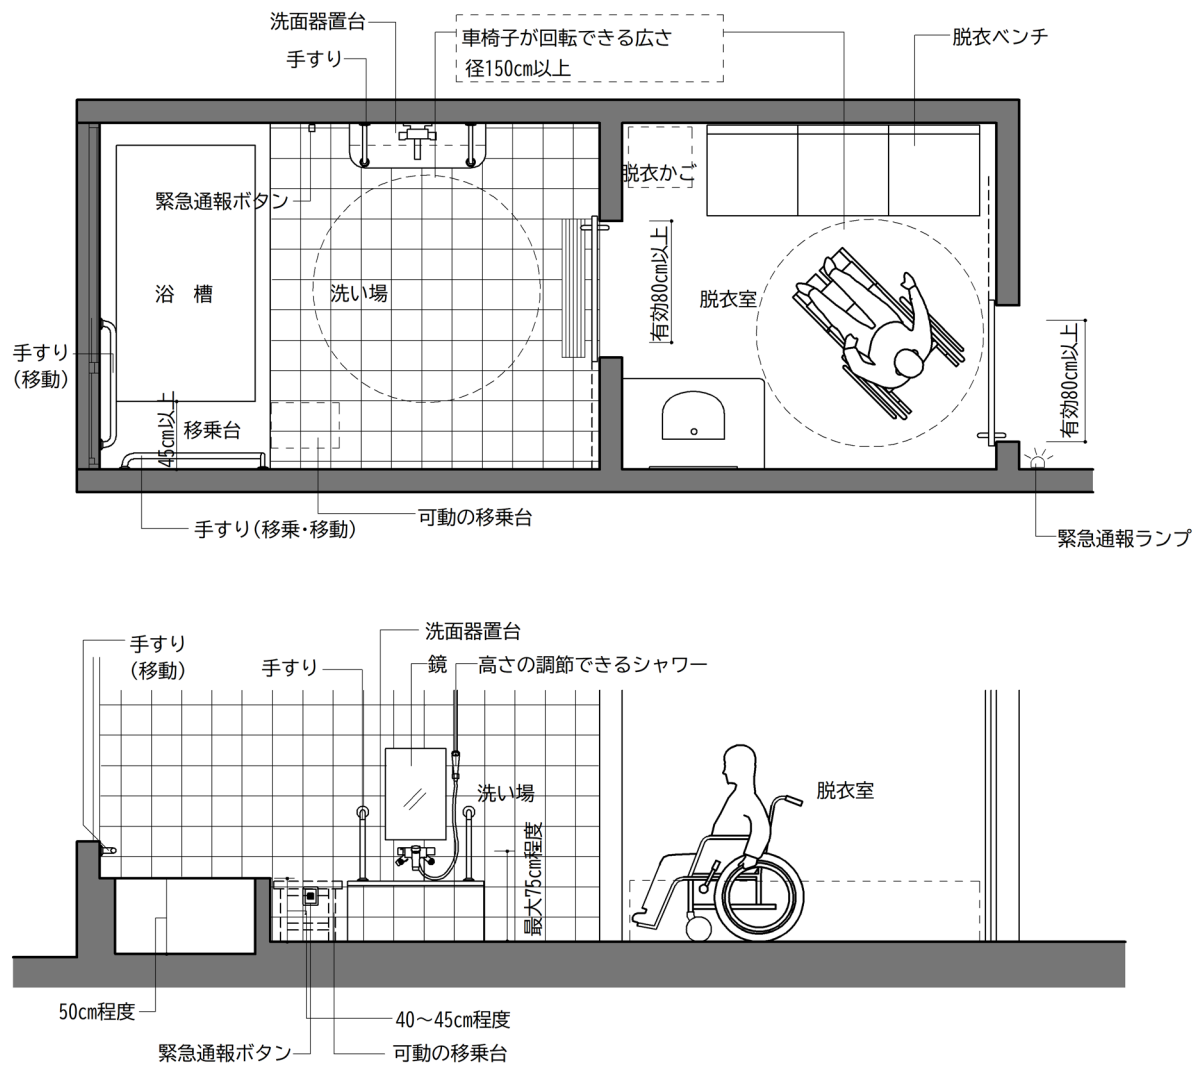 洗面器置台
手すり
車椅子が回転できる広さ
径150cm以上
脱衣ベンチ
脱衣かご
緊急通報ボタン
有効80cm以上
浴 槽
洗い場
脱衣室
手すり
(移動)
有効80cm以上
45cm以上
移乗台
手すり(移乗・移動)
可動の移乗台
緊急通報ランプ
手すり
(移動)
洗面器置台
手すり
鏡
高さの調節できるシャワー
洗い場
脱衣室
最大75cm程度
50cm程度
40～45cm程度
緊急通報ボタン
可動の移乗台